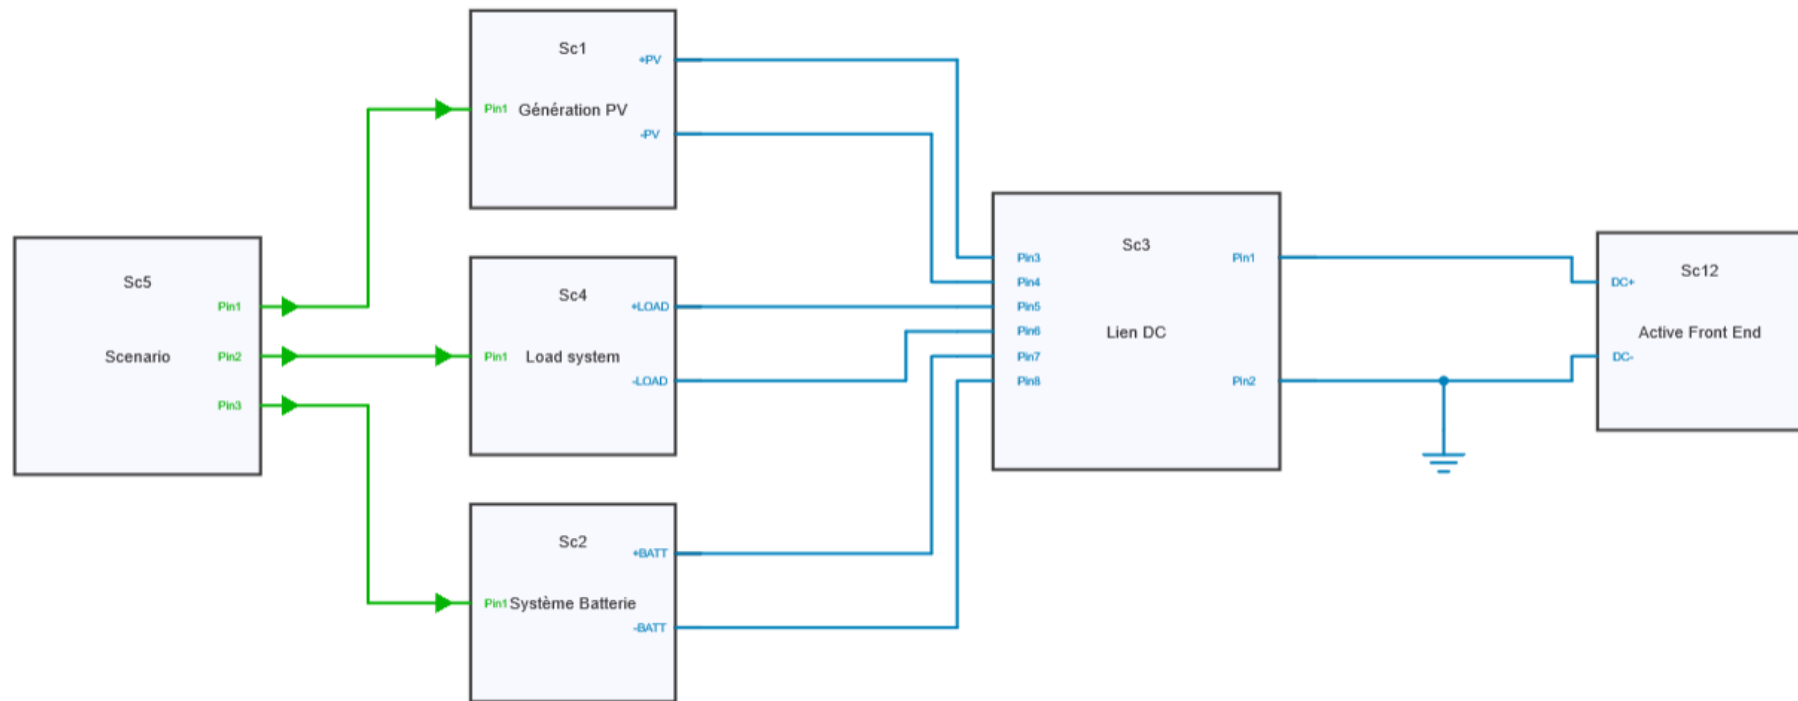 Sc5
Pin1
Scenario
Pin2
Pin3
Sc1
+PV
Pin1 Génération PV
-PV
Sc4
+LOAD
Pin1 Load system
-LOAD
Sc2
+BATT
Pin1 Système Batterie
-BATT
Sc3
Pin3
Pin1
Pin4
Pin5
Pin6
Lien DC
Pin7
Pin8
Pin2
Sc12
DC+
Active Front End
DC-